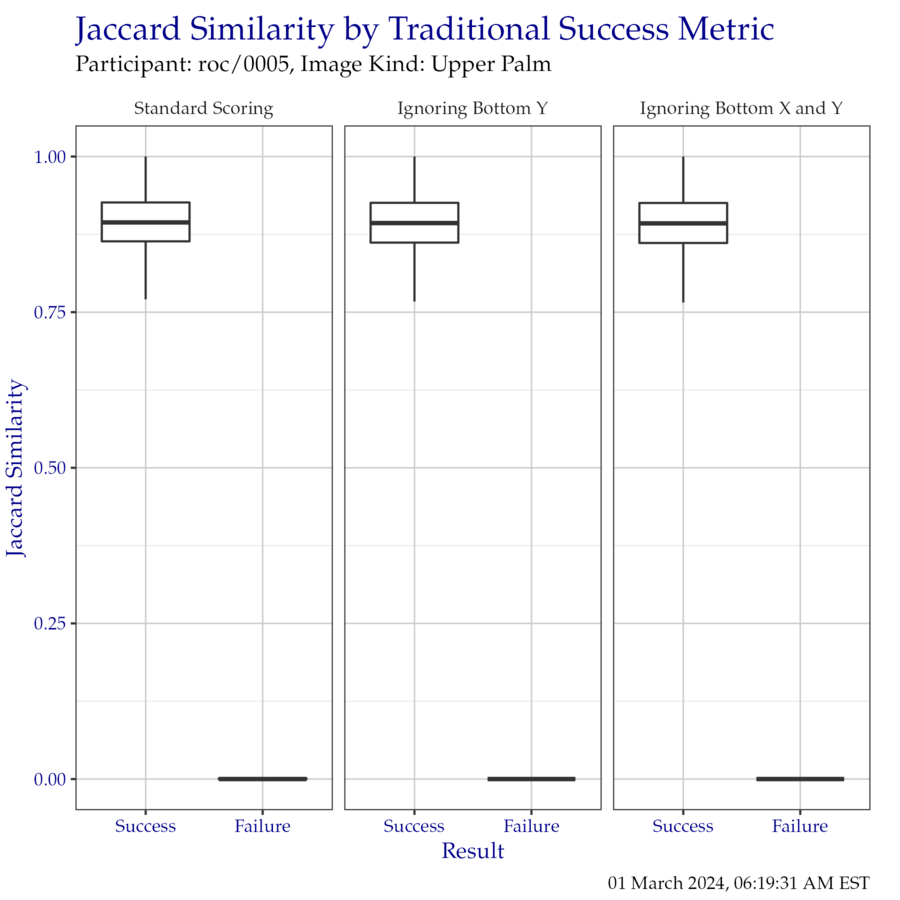 Jaccard Similarity by Traditional Success Metric
Participant: roc/0005, Image Kind: Upper Palm
Standard Scoring
Ignoring Bottom Y
Ignoring Bottom X and Y
Jaccard Similarity
1.00
0.75
0.50
0.25
0.00
Success Failure
Success Failure
Success Failure
Result
01 March 2024, 06:19:31 AM EST